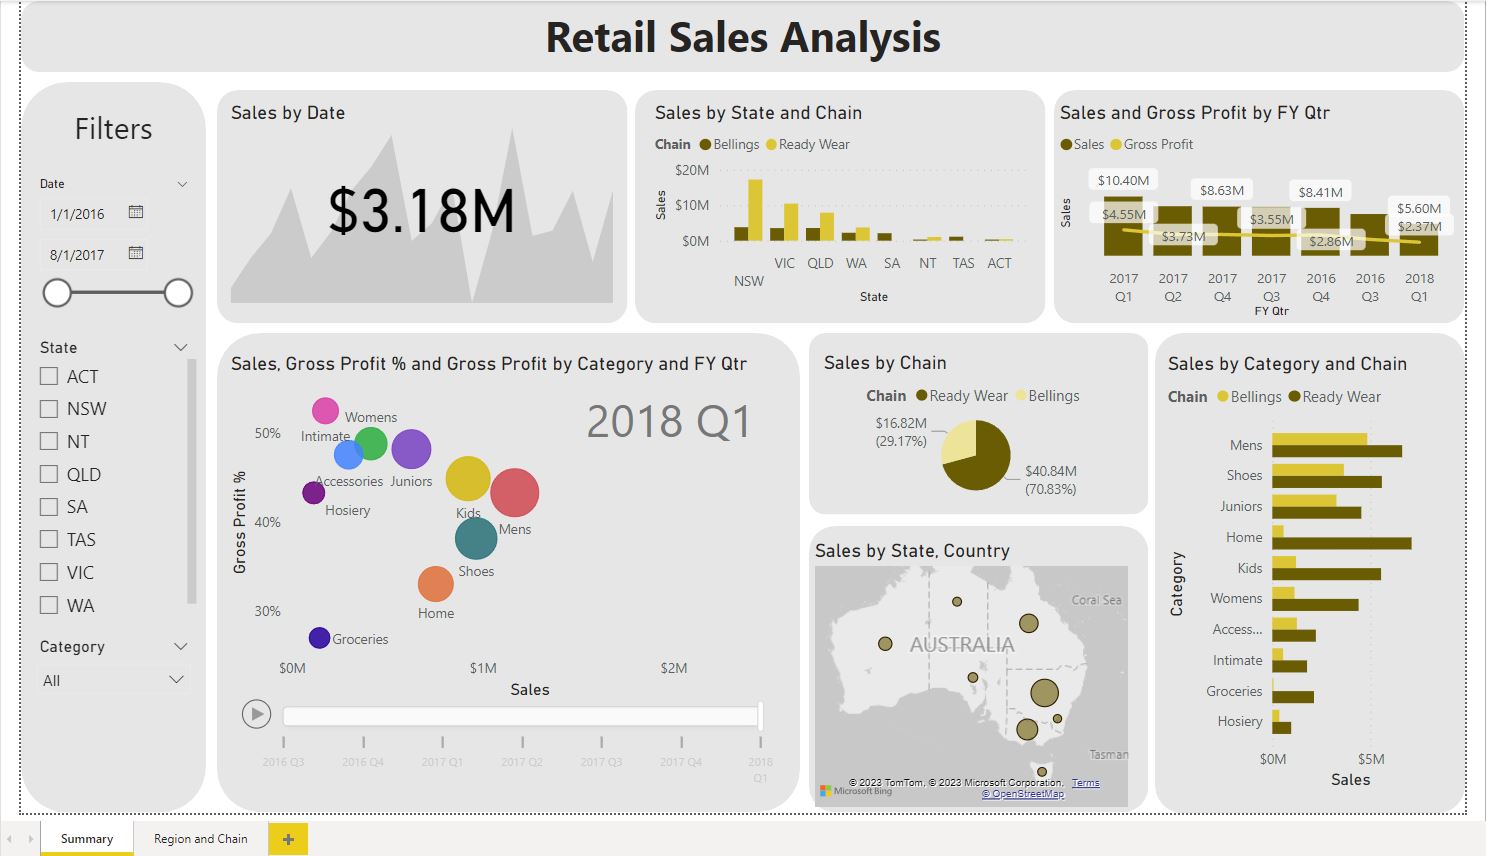 Retail Sales Analysis
Filters
Date
1/1/2016
8/1/2017
State
ACT
NSW
NT
QLD
SA
TAS
VIC
WA
Category
All
Sales by Date
$3.18M
Sales by State and Chain
Chain Bellings Ready Wear
Sales
$20M
$10M
$0M
NSW VIC QLD WA SA NT TAS ACT
State
Sales and Gross Profit by FY Qtr
Sales Gross Profit
Sales
$10.40M $8.63M $8.41M $5.60M
$4.55M $3.73M $3.55M $2.86M $2.37M
2017 Q1
2017 Q2
2017 Q4
2017 Q3
2016 Q4
2016 Q3
2018 Q1
FY Qtr
Sales, Gross Profit % and Gross Profit by Category and FY Qtr
2018 Q1
Gross Profit %
50%
40%
30%
Womens
Intimate
Accessories
Juniors
Hosiery
Kids
Mens
Shoes
Home
Groceries
$0M $1M $2M
Sales
2016 Q3 2016 Q4 2017 Q1 2017 Q2 2017 Q3 2017 Q4 2018 Q1
Sales by Chain
Chain Ready Wear Bellings
$16.82M
(29.17%)
$40.84M
(70.83%)
Sales by State, Country
Coral Sea
AUSTRALIA
Tasman
© 2023 TomTom, © 2023 Microsoft Corporation, Terms
Microsoft Bing
© OpenStreetMap
Sales by Category and Chain
Chain Bellings Ready Wear
Category
Mens
Shoes
Juniors
Home
Kids
Womens
Access...
Intimate
Groceries
Hosiery
$0M $5M
Sales
Summary
Region and Chain
+